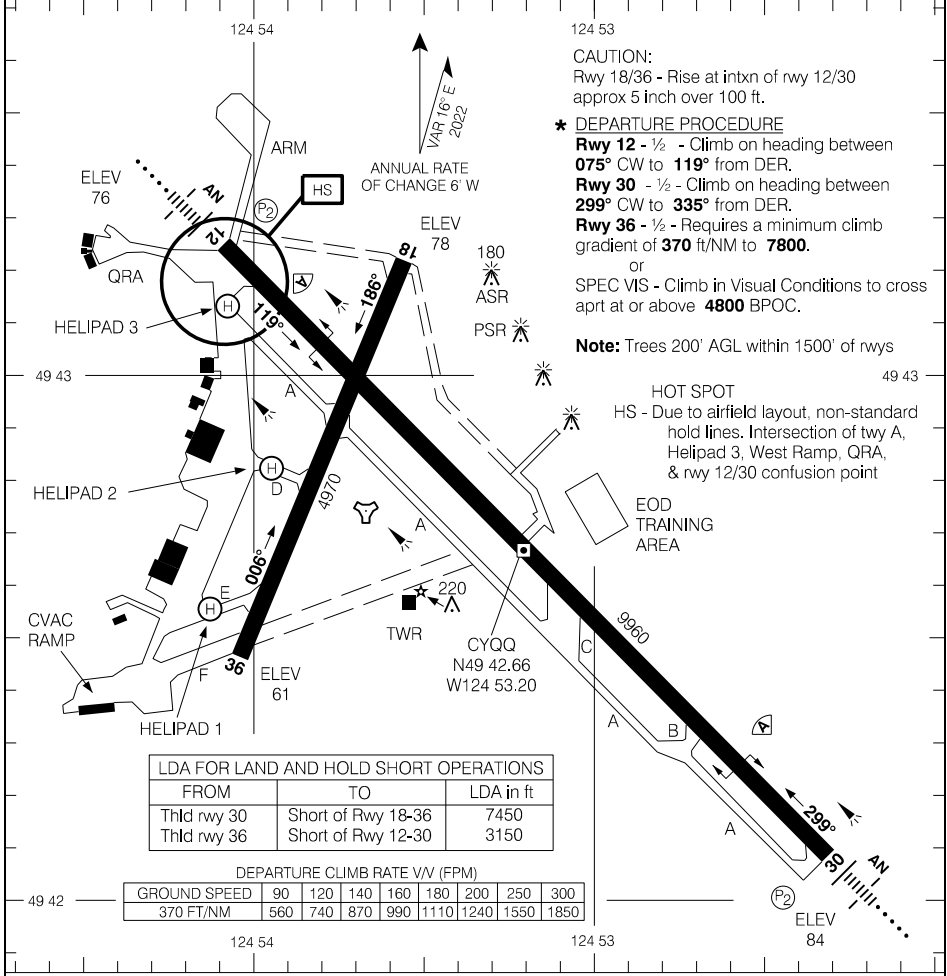 124 54
124 53
CAUTION:
Rwy 18/36 - Rise at intxn of rwy 12/30
approx 5 inch over 100 ft.
* DEPARTURE PROCEDURE
Rwy 12 - ½ - Climb on heading between
075° CW to 119° from DER.
Rwy 30 - ½ - Climb on heading between
299° CW to 335° from DER.
Rwy 36 - ½ - Requires a minimum climb
gradient of 370 ft/NM to 7800.
or
SPEC VIS - Climb in Visual Conditions to cross
aprt at or above 4800 BPOC.
Note: Trees 200' AGL within 1500' of rwys
VAR 16° E
2022
ANNUAL RATE
OF CHANGE 6' W
ARM
HS
ELEV
76
AN
P2
12
ELEV
78
18
180
ASR
PSR
QRA
HELIPAD 3
H
A
119°
186°
A
49 43
49 43
HOT SPOT
HS - Due to airfield layout, non-standard
hold lines. Intersection of twy A,
Helipad 3, West Ramp, QRA,
& rwy 12/30 confusion point
HELIPAD 2
H
D
4970
A
EOD
TRAINING
AREA
006°
E
H
220
TWR
CYQQ
N49 42.66
W124 53.20
9960
CVAC
RAMP
F
36
ELEV
61
HELIPAD 1
C
A
B
A
A
299°
30
AN
P2
ELEV
84
LDA FOR LAND AND HOLD SHORT OPERATIONS
FROM TO LDA in ft
Thld rwy 30 Short of Rwy 18-36 7450
Thld rwy 36 Short of Rwy 12-30 3150
DEPARTURE CLIMB RATE V/V (FPM)
GROUND SPEED 90 120 140 160 180 200 250 300
370 FT/NM 560 740 870 990 1110 1240 1550 1850
49 42
124 54
124 53